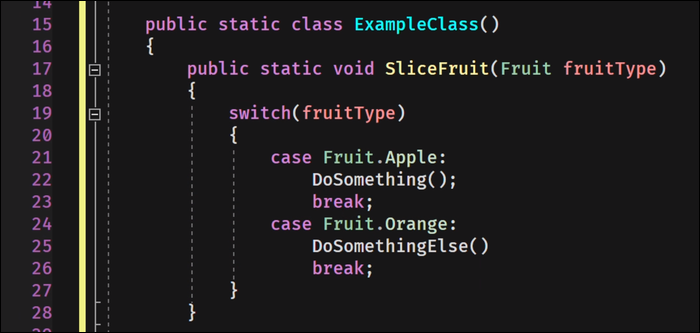 14
15 public static class ExampleClass()
16 {
17 public static void SliceFruit(Fruit fruitType)
18 {
19 switch(fruitType)
20 {
21 case Fruit.Apple:
22 DoSomething();
23 break;
24 case Fruit.Orange:
25 DoSomethingElse()
26 break;
27 }
28 }
29